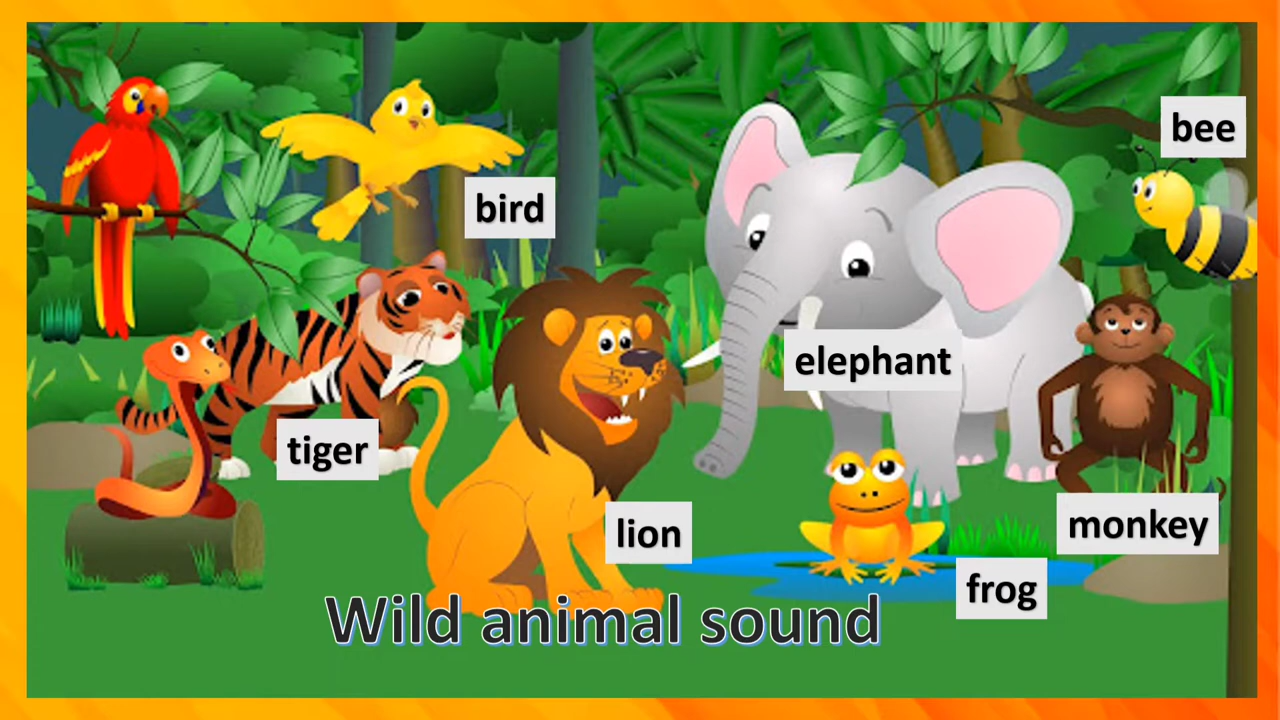 bee
bird
elephant
tiger
lion
monkey
frog
Wild animal sound